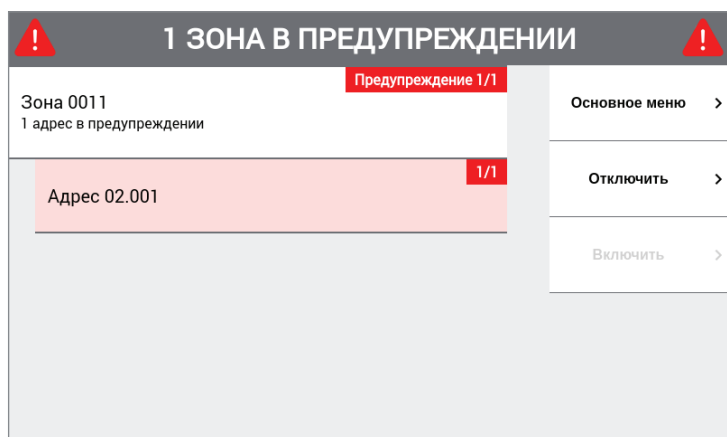 1 ЗОНА В ПРЕДУПРЕЖДЕНИИ
Предупреждение 1/1
Зона 0011
1 адрес в предупреждении
1/1
Адрес 02.001
Основное меню
Отключить
Включить